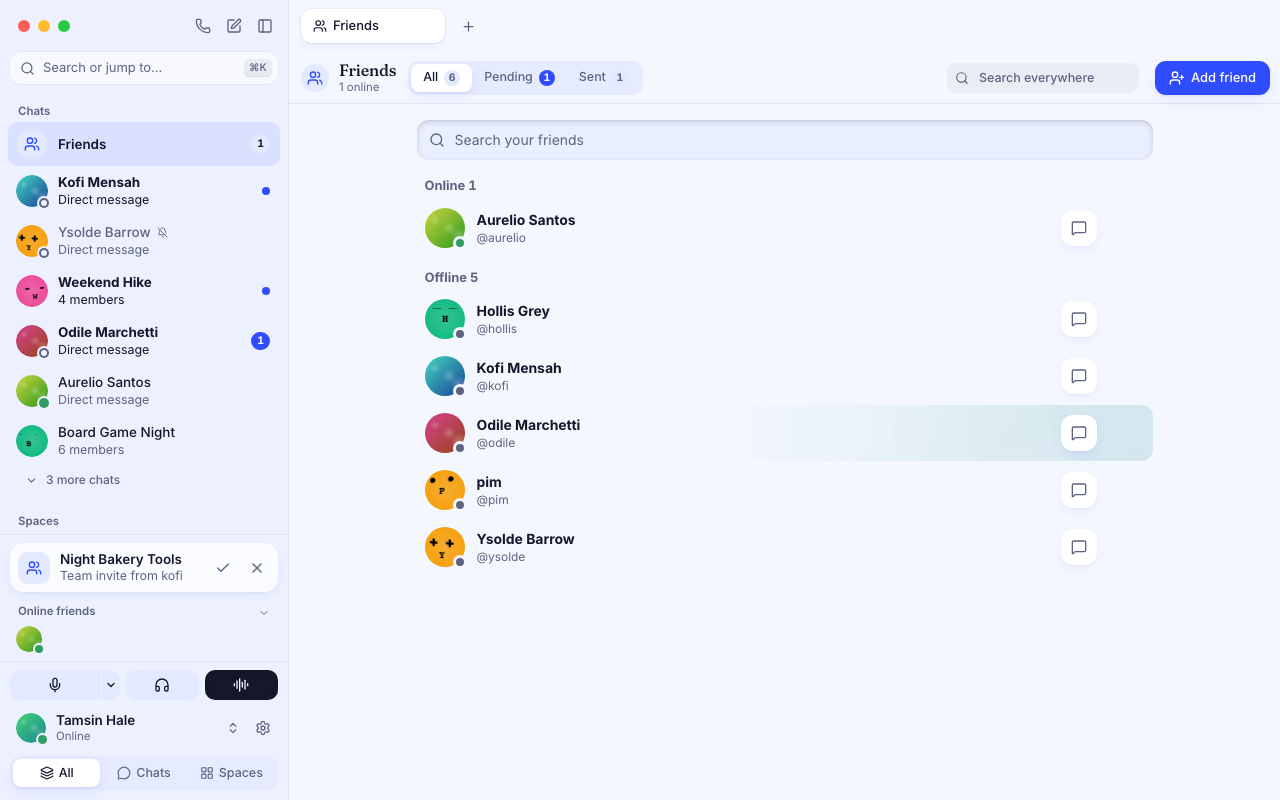 Search or jump to...
⌘K
Chats
Friends
1
Kofi Mensah
Direct message
Ysolde Barrow
Direct message
Weekend Hike
4 members
Odile Marchetti
Direct message
1
Aurelio Santos
Direct message
Board Game Night
6 members
3 more chats
Spaces
Night Bakery Tools
Team invite from kofi
Online friends
Tamsin Hale
Online
All
Chats
Spaces
Friends
Friends
1 online
All 6
Pending 1
Sent 1
Search everywhere
Add friend
Search your friends
Online 1
Aurelio Santos
@aurelio
Offline 5
H
Hollis Grey
@hollis
Kofi Mensah
@kofi
Odile Marchetti
@odile
P
pim
@pim
Y
Ysolde Barrow
@ysolde